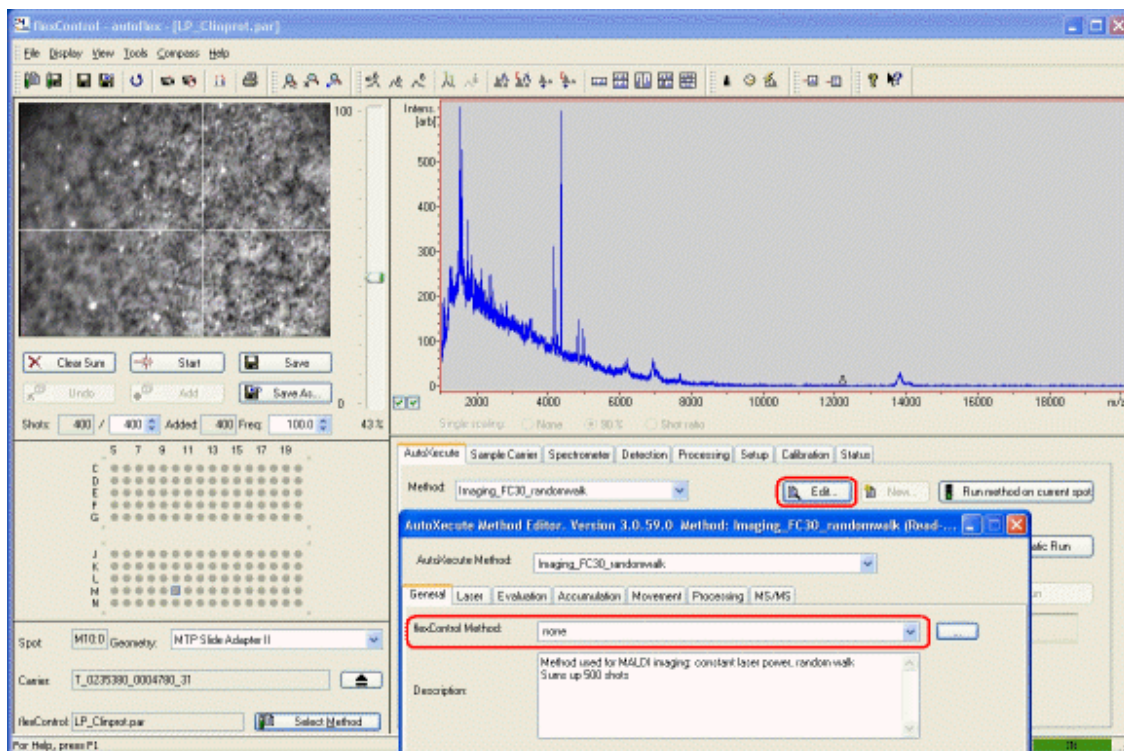 flexControl - autoflex - [LP_Clinprot.par]
File Display View Tools Compass Help
100
0
43 %
Clear Sum Start Save
Undo Add Save As...
Shots: 400 / 400 Added: 400 Freq: 100.0
5 7 9 11 13 15 17 19
C
D
E
F
G
J
K
L
M
N
Spot: M10:0 Geometry: MTP Slide Adapter II
Carrier: T_0235380_0004780_31
flexControl: LP_Clinprot.par Select Method
For Help, press F1
Intens.
[arb]
500
400
300
200
100
0
2000 4000 6000 8000 10000 12000 14000 16000 18000 m/z
Single scaling: None 90 % Shot ratio
AutoXecute Sample Carrier Spectrometer Detection Processing Setup Calibration Status
Method: Imaging_FC30_randomwalk Edit... New... Run method on current spot
AutoXecute Method Editor. Version 3.0.59.0 Method: Imaging_FC30_randomwalk (Read-...
AutoXecute Method: Imaging_FC30_randomwalk
General Laser Evaluation Accumulation Movement Processing MS/MS
flexControl Method: none ...
Description: Method used for MALDI imaging: constant laser power, random walk
Sums up 500 shots
atic Run